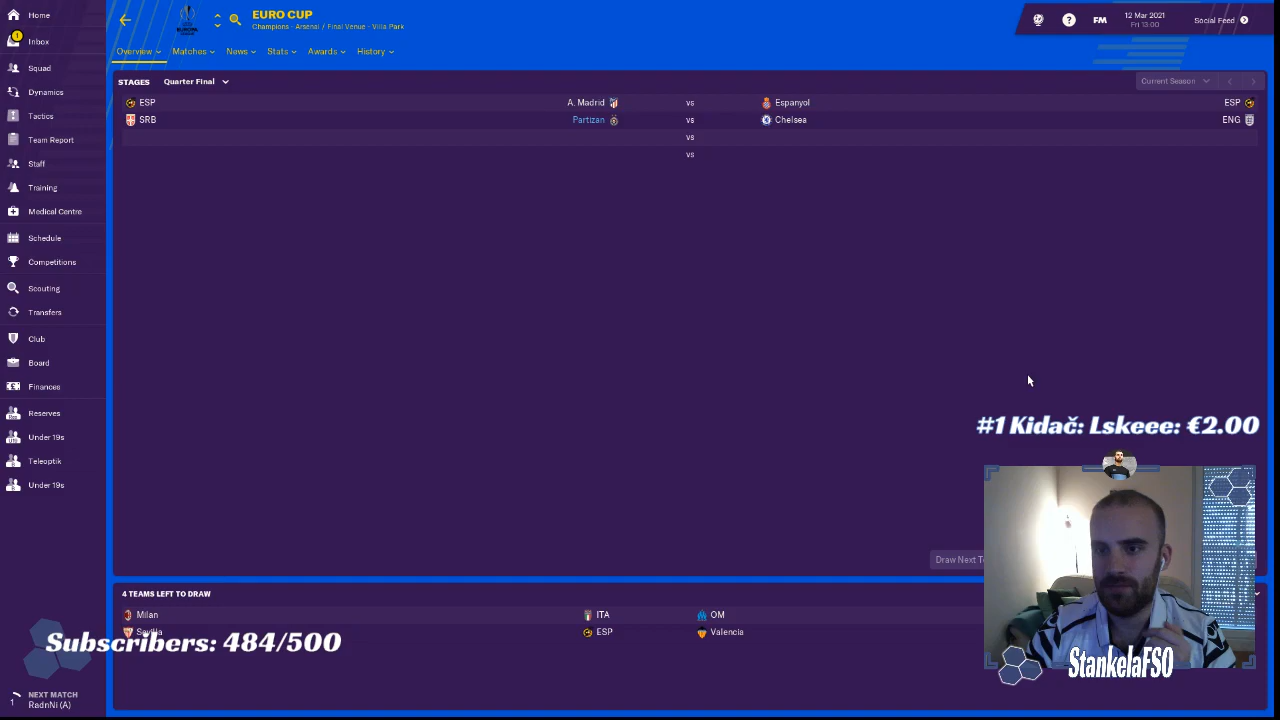 Home
EURO CUP
Champions - Arsenal / Final Venue - Villa Park
FM
12 Mar 2021
Fri 13:00
Social Feed
1
Inbox
Overview
Matches
News
Stats
Awards
History
Squad
Dynamics
Tactics
Team Report
Staff
Training
Medical Centre
Schedule
Competitions
Scouting
Transfers
Club
Board
Finances
Reserves
Under 19s
Teleoptik
Under 19s
STAGES Quarter Final
Current Season
ESP A. Madrid vs Espanyol ESP
SRB Partizan vs Chelsea ENG
vs
vs
#1 Kidač: Lskeee: €2.00
Draw Next T
4 TEAMS LEFT TO DRAW
Milan ITA OM
Sevilla ESP Valencia
Subscribers: 484/500
StankelaFSO
1 NEXT MATCH
RadnNi (A)